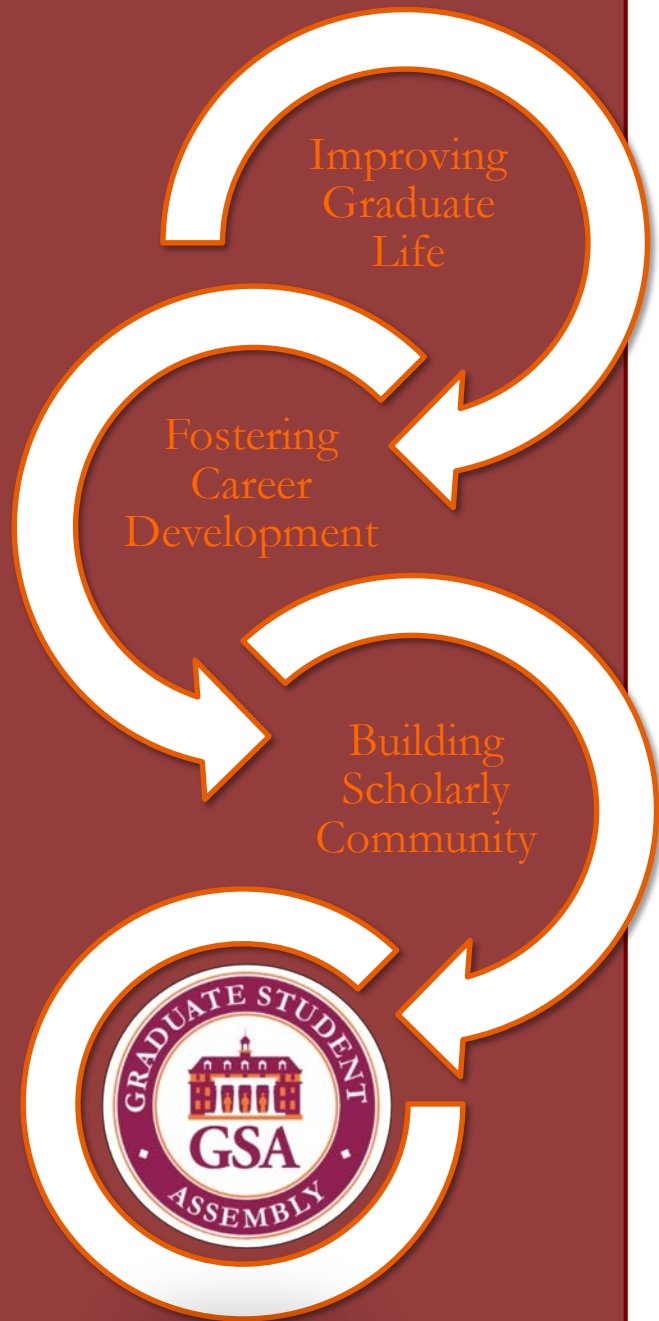 Improving
Graduate
Life
Fostering
Career
Development
Building
Scholarly
Community
GRADUATE STUDENT
GSA
ASSEMBLY